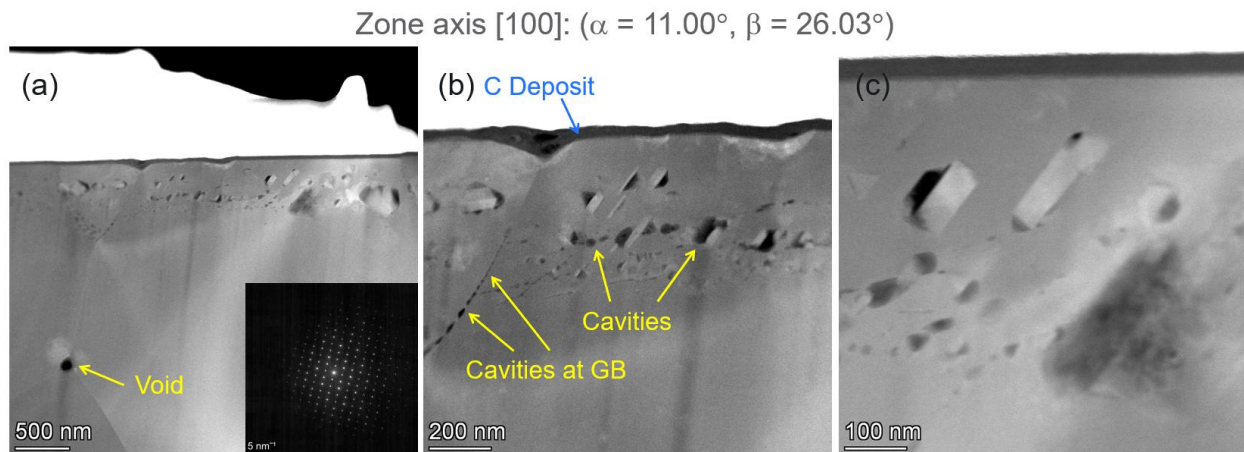 Zone axis [100]: (α = 11.00°, β = 26.03°)
(a)
Void
500 nm
5 nm⁻¹
(b)
C Deposit
Cavities
Cavities at GB
200 nm
(c)
100 nm